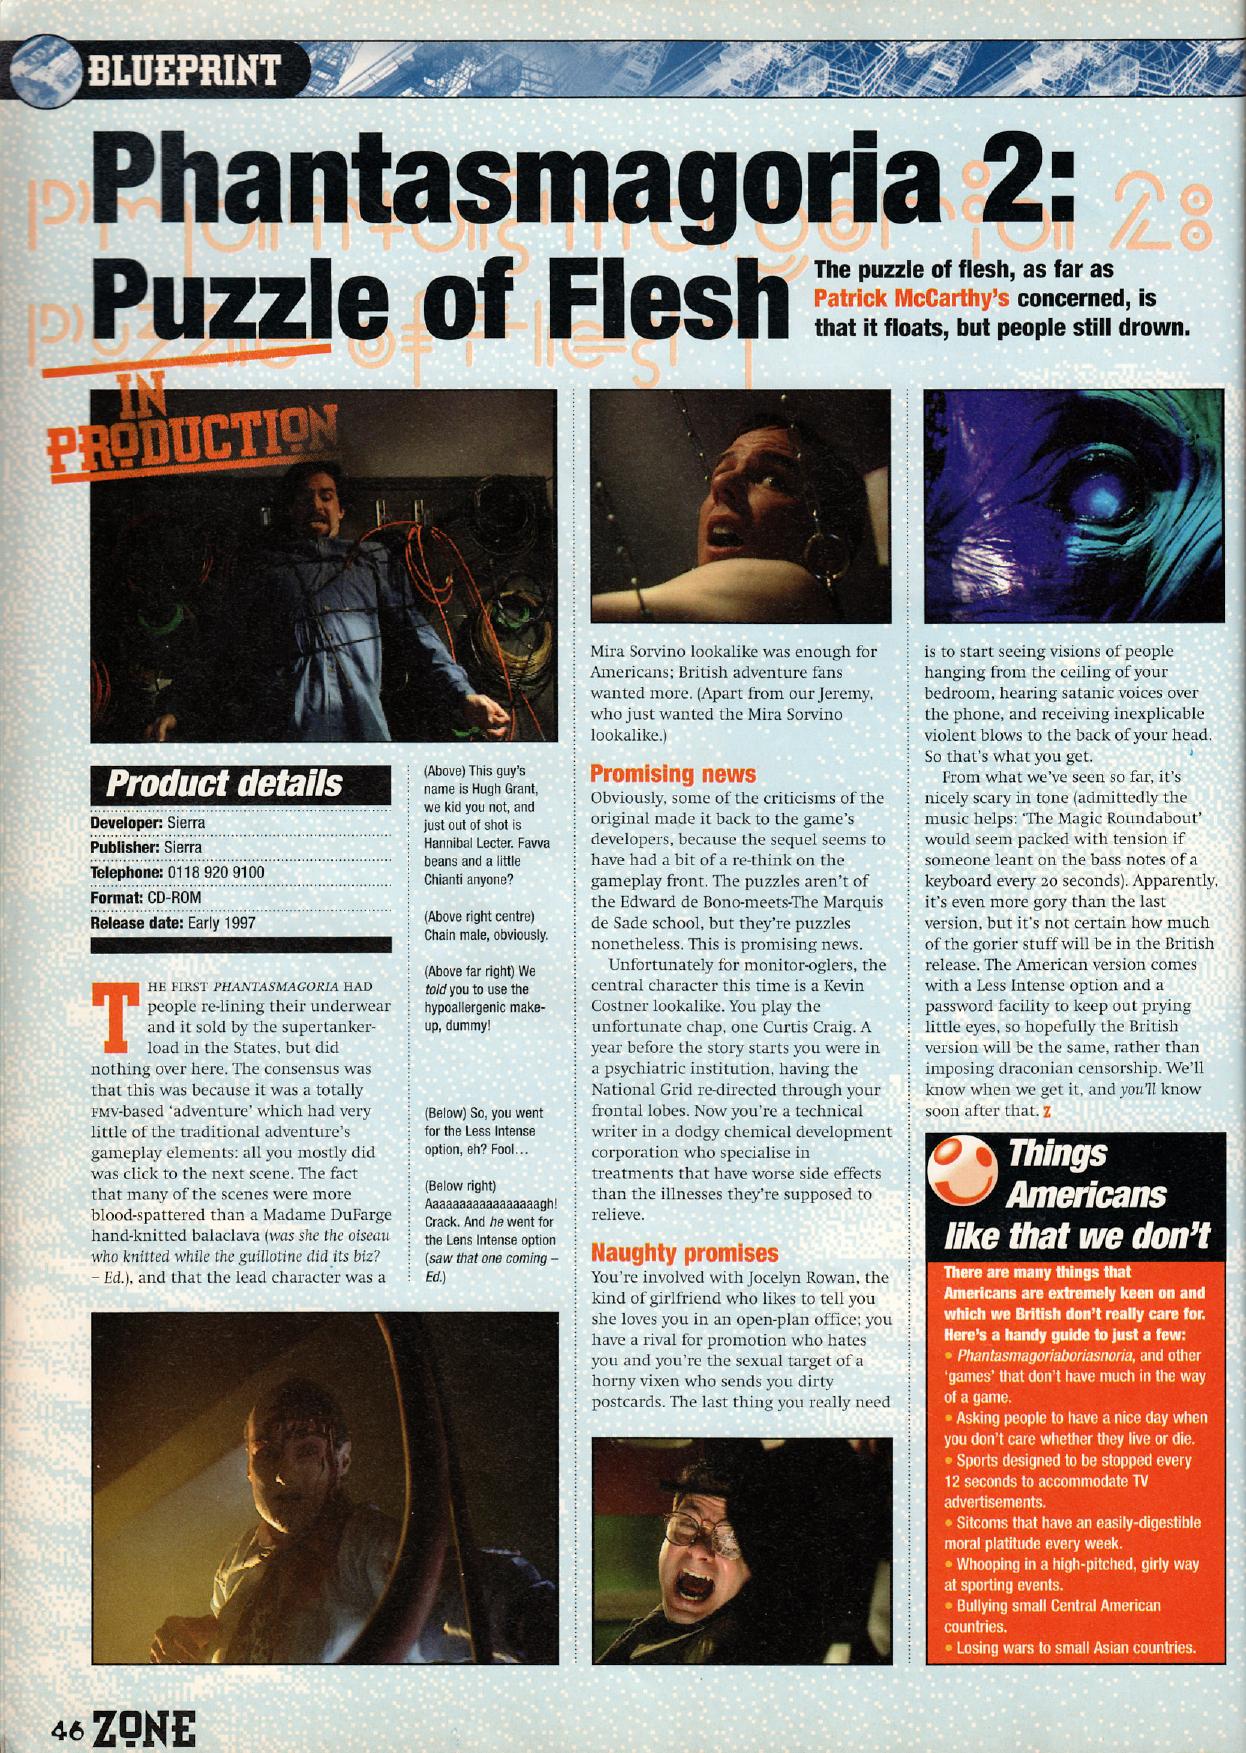 BLUEPRINT
Phantasmagoria 2:
Puzzle of Flesh
The puzzle of flesh, as far as
Patrick McCarthy's concerned, is
that it floats, but people still drown.
IN
PRODUCTION
Product details
Developer: Sierra
Publisher: Sierra
Telephone: 0118 920 9100
Format: CD-ROM
Release date: Early 1997
THE FIRST PHANTASMAGORIA HAD
people re-lining their underwear
and it sold by the supertanker-
load in the States, but did
nothing over here. The consensus was
that this was because it was a totally
FMV-based 'adventure' which had very
little of the traditional adventure's
gameplay elements: all you mostly did
was click to the next scene. The fact
that many of the scenes were more
blood-spattered than a Madame DuFarge
hand-knitted balaclava (was she the oiseau
who knitted while the guillotine did its biz?
– Ed.), and that the lead character was a
(Above) This guy's
name is Hugh Grant,
we kid you not, and
just out of shot is
Hannibal Lecter. Favva
beans and a little
Chianti anyone?
(Above right centre)
Chain male, obviously.
(Above far right) We
told you to use the
hypoallergenic make-
up, dummy!
(Below) So, you went
for the Less Intense
option, eh? Fool...
(Below right)
Aaaaaaaaaaaaaaaagh!
Crack. And he went for
the Lens Intense option
(saw that one coming –
Ed.)
Mira Sorvino lookalike was enough for
Americans; British adventure fans
wanted more. (Apart from our Jeremy,
who just wanted the Mira Sorvino
lookalike.)
Promising news
Obviously, some of the criticisms of the
original made it back to the game's
developers, because the sequel seems to
have had a bit of a re-think on the
gameplay front. The puzzles aren't of
the Edward de Bono-meets-The Marquis
de Sade school, but they're puzzles
nonetheless. This is promising news.
Unfortunately for monitor-oglers, the
central character this time is a Kevin
Costner lookalike. You play the
unfortunate chap, one Curtis Craig. A
year before the story starts you were in
a psychiatric institution, having the
National Grid re-directed through your
frontal lobes. Now you're a technical
writer in a dodgy chemical development
corporation who specialise in
treatments that have worse side effects
than the illnesses they're supposed to
relieve.
Naughty promises
You're involved with Jocelyn Rowan, the
kind of girlfriend who likes to tell you
she loves you in an open-plan office; you
have a rival for promotion who hates
you and you're the sexual target of a
horny vixen who sends you dirty
postcards. The last thing you really need
is to start seeing visions of people
hanging from the ceiling of your
bedroom, hearing satanic voices over
the phone, and receiving inexplicable
violent blows to the back of your head.
So that's what you get.
From what we've seen so far, it's
nicely scary in tone (admittedly the
music helps: 'The Magic Roundabout'
would seem packed with tension if
someone leant on the bass notes of a
keyboard every 20 seconds). Apparently,
it's even more gory than the last
version, but it's not certain how much
of the gorier stuff will be in the British
release. The American version comes
with a Less Intense option and a
password facility to keep out prying
little eyes, so hopefully the British
version will be the same, rather than
imposing draconian censorship. We'll
know when we get it, and you'll know
soon after that. Z
Things
Americans
like that we don't
There are many things that
Americans are extremely keen on and
which we British don't really care for.
Here's a handy guide to just a few:
• Phantasmagoriaboriasnoria, and other
'games' that don't have much in the way
of a game.
• Asking people to have a nice day when
you don't care whether they live or die.
• Sports designed to be stopped every
12 seconds to accommodate TV
advertisements.
• Sitcoms that have an easily-digestible
moral platitude every week.
• Whooping in a high-pitched, girly way
at sporting events.
• Bullying small Central American
countries.
• Losing wars to small Asian countries.
46 ZONE